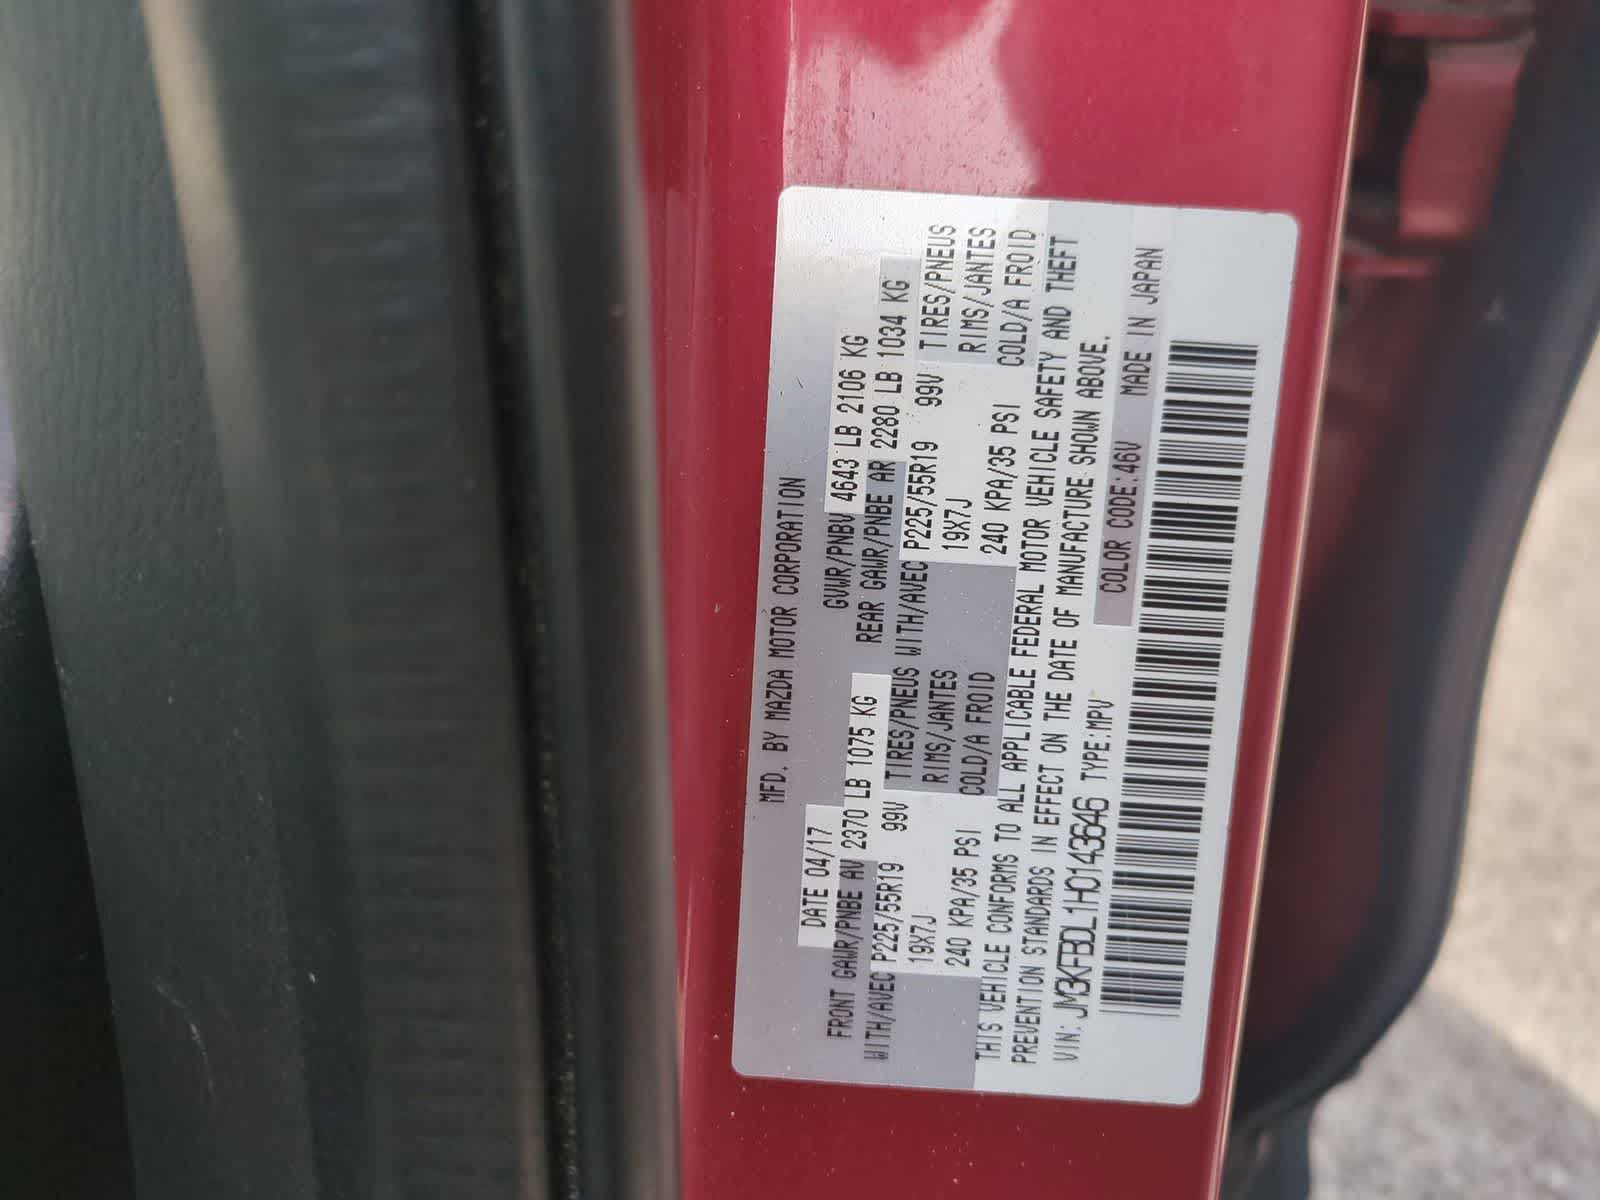 MFD. BY MAZDA MOTOR CORPORATION
DATE 04/17 GVWR/PNBV 4643 LB 2106 KG
FRONT GAWR/PNBE AV 2370 LB 1075 KG REAR GAWR/PNBE AR 2280 LB 1034 KG
WITH/AVEC P225/55R19 99V TIRES/PNEUS WITH/AVEC P225/55R19 99V TIRES/PNEUS
19X7J RIMS/JANTES 19X7J RIMS/JANTES
240 KPA/35 PSI COLD/A FROID 240 KPA/35 PSI COLD/A FROID
THIS VEHICLE CONFORMS TO ALL APPLICABLE FEDERAL MOTOR VEHICLE SAFETY AND THEFT
PREVENTION STANDARDS IN EFFECT ON THE DATE OF MANUFACTURE SHOWN ABOVE.
VIN: JM3KFBDL1H0143646 TYPE:MPV COLOR CODE:46V MADE IN JAPAN